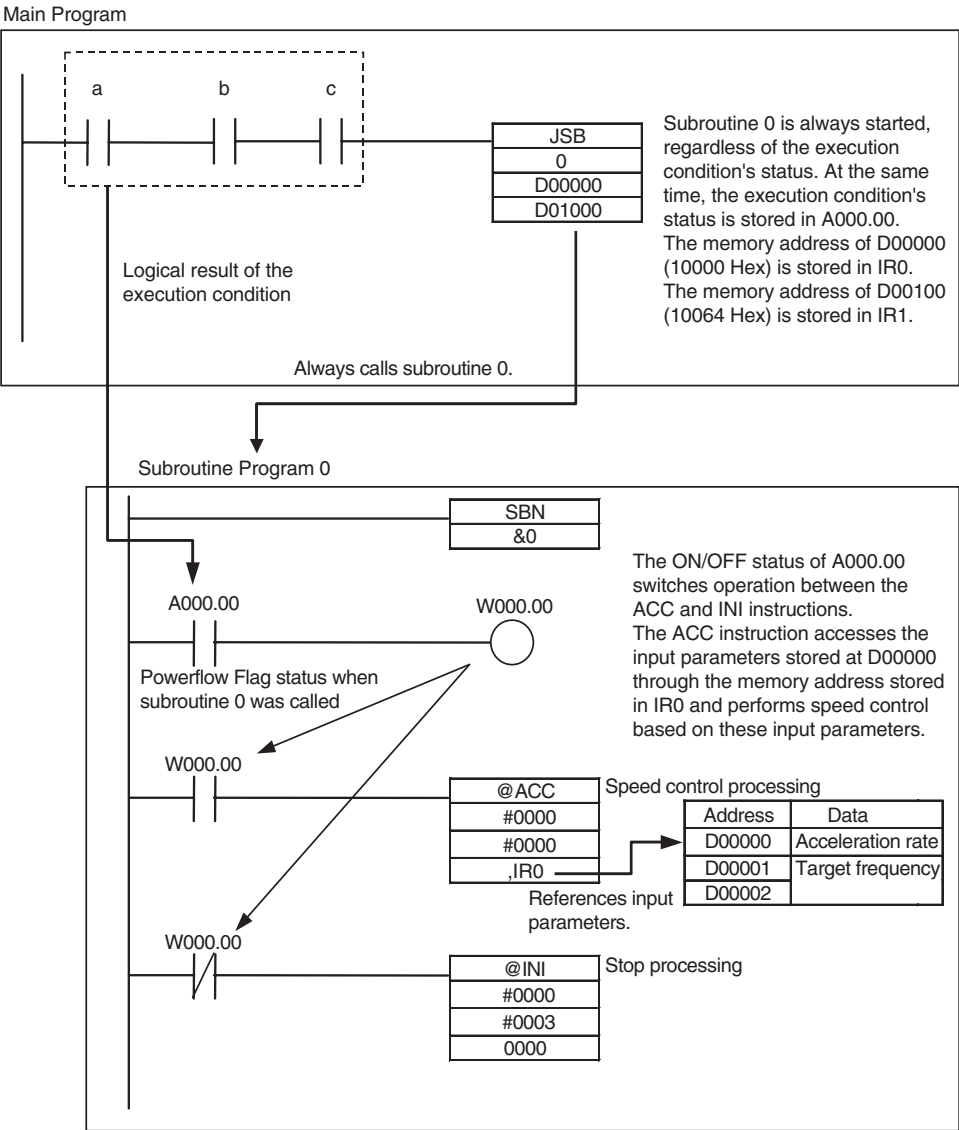 Main Program
a b c
JSB
0
D00000
D01000
Subroutine 0 is always started,
regardless of the execution
condition's status. At the same
time, the execution condition's
status is stored in A000.00.
The memory address of D00000
(10000 Hex) is stored in IR0.
The memory address of D00100
(10064 Hex) is stored in IR1.
Logical result of the
execution condition
Always calls subroutine 0.
Subroutine Program 0
SBN
&0
The ON/OFF status of A000.00
switches operation between the
ACC and INI instructions.
The ACC instruction accesses the
input parameters stored at D00000
through the memory address stored
in IR0 and performs speed control
based on these input parameters.
A000.00
W000.00
Powerflow Flag status when
subroutine 0 was called
W000.00
@ACC
#0000
#0000
,IR0
Speed control processing
Address Data
D00000 Acceleration rate
D00001 Target frequency
D00002
References input
parameters.
W000.00
@INI
#0000
#0003
0000
Stop processing